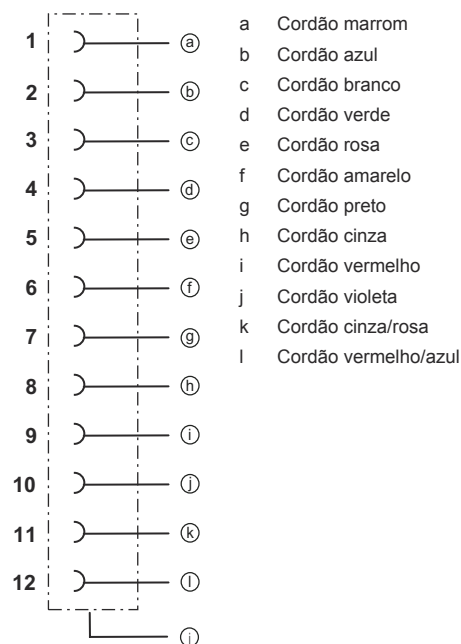 1 a
2 b
3 c
4 d
5 e
6 f
7 g
8 h
9 i
10 j
11 k
12 l
i
a Cordão marrom
b Cordão azul
c Cordão branco
d Cordão verde
e Cordão rosa
f Cordão amarelo
g Cordão preto
h Cordão cinza
i Cordão vermelho
j Cordão violeta
k Cordão cinza/rosa
l Cordão vermelho/azul